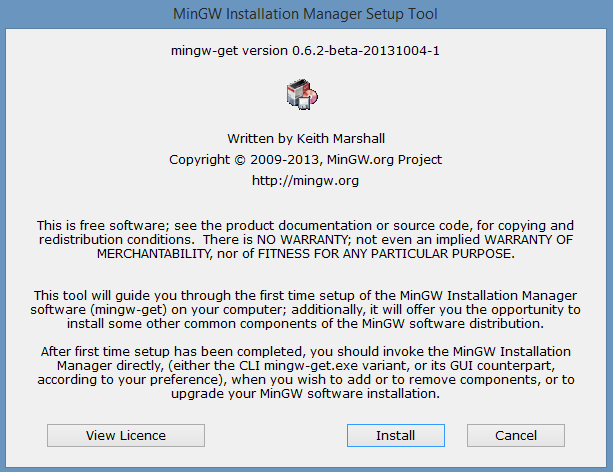 MinGW Installation Manager Setup Tool
mingw-get version 0.6.2-beta-20131004-1
Written by Keith Marshall
Copyright © 2009-2013, MinGW.org Project
http://mingw.org
This is free software; see the product documentation or source code, for copying and
redistribution conditions.  There is NO WARRANTY; not even an implied WARRANTY OF
MERCHANTABILITY, nor of FITNESS FOR ANY PARTICULAR PURPOSE.
This tool will guide you through the first time setup of the MinGW Installation Manager
software (mingw-get) on your computer; additionally, it will offer you the opportunity to
install some other common components of the MinGW software distribution.
After first time setup has been completed, you should invoke the MinGW Installation
Manager directly, (either the CLI mingw-get.exe variant, or its GUI counterpart,
according to your preference), when you wish to add or to remove components, or to
upgrade your MinGW software installation.
View Licence
Install
Cancel